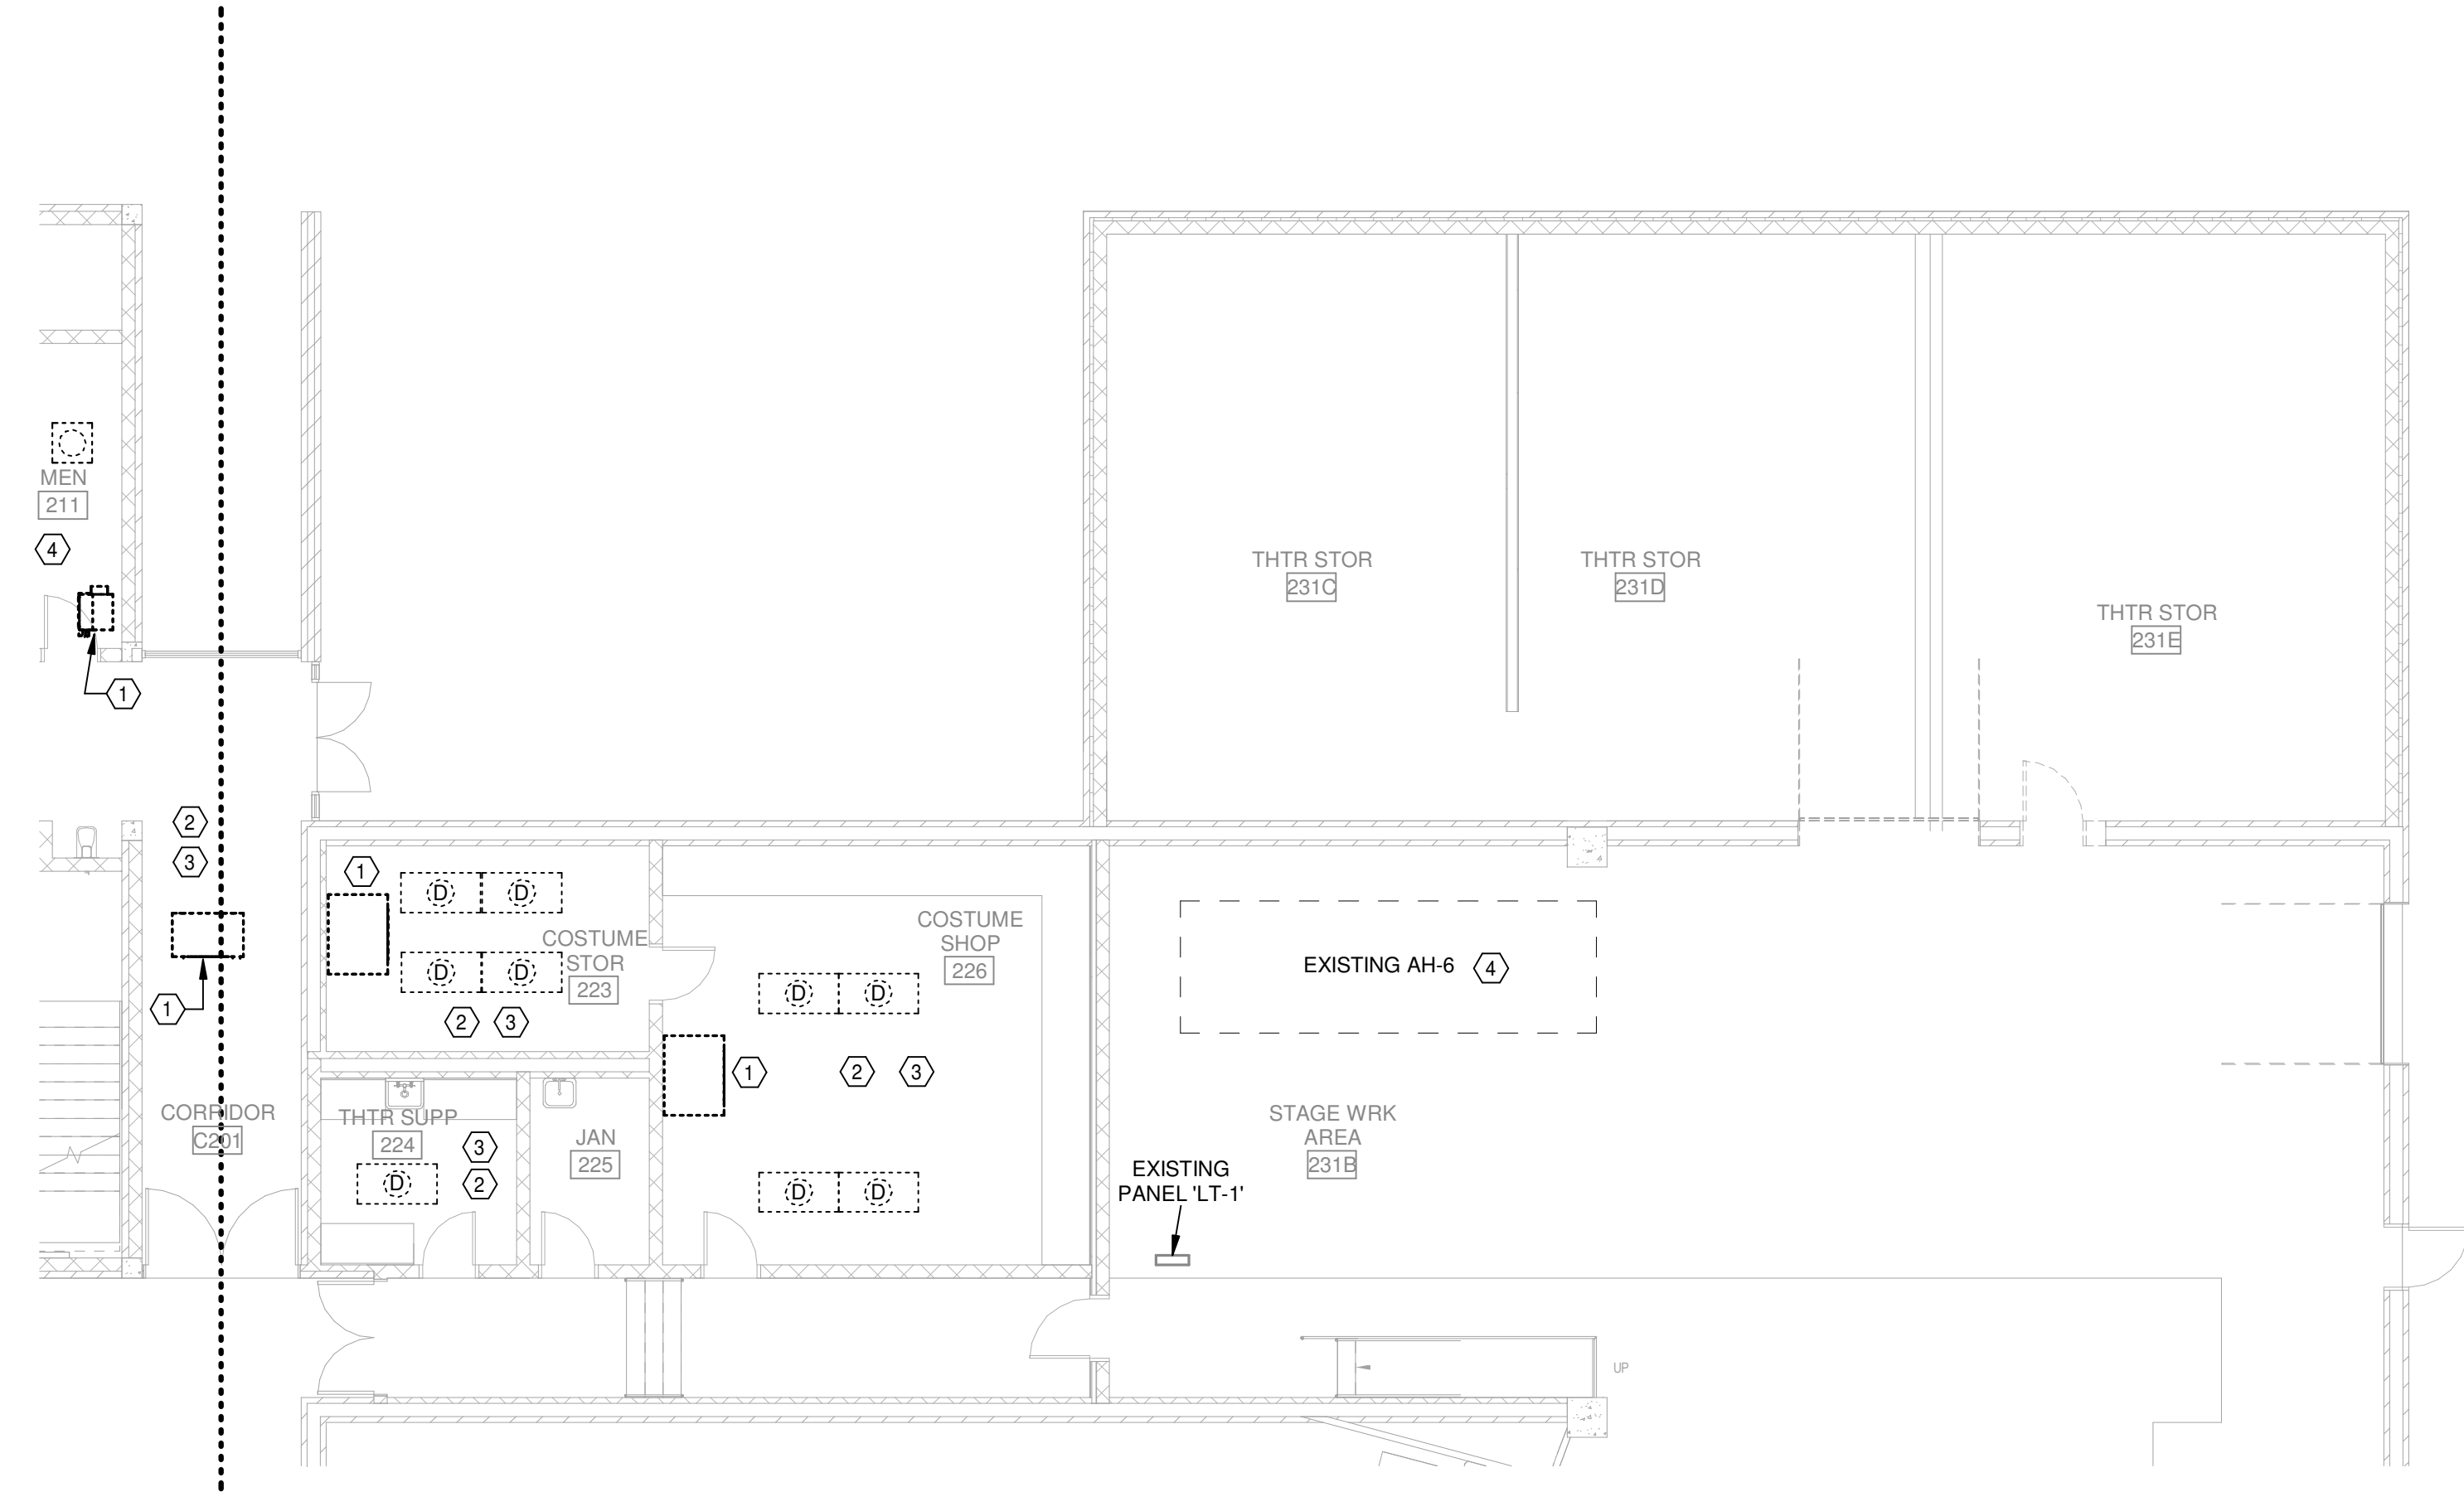 MEN
211
4
1
THTR STOR
231C
THTR STOR
231D
THTR STOR
231E
2
3
1
1
D
D
D
D
COSTUME
STOR
223
2
3
COSTUME
SHOP
226
D
D
1
2
3
D
D
EXISTING AH-6
4
CORRIDOR
C201
THTR SUPP
224
3
2
D
JAN
225
STAGE WRK
AREA
231B
EXISTING
PANEL 'LT-1'
UP